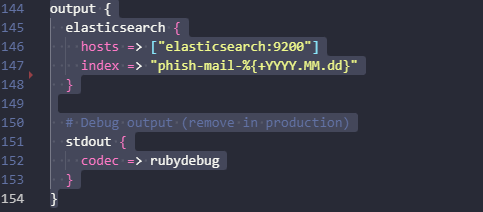 144 output {
145   elasticsearch {
146     hosts => ["elasticsearch:9200"]
147     index => "phish-mail-%{+YYYY.MM.dd}"
148   }
149
150   # Debug output (remove in production)
151   stdout {
152     codec => rubydebug
153   }
154 }